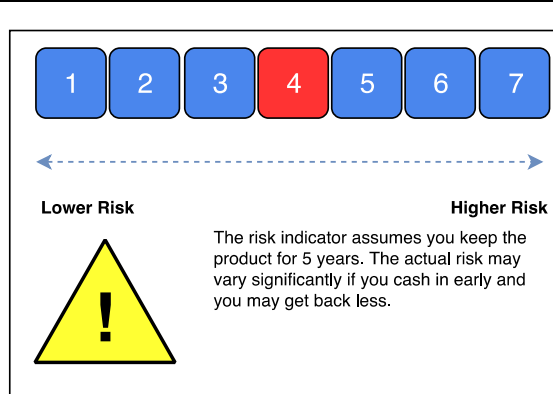 1 2 3 4 5 6 7
Lower Risk Higher Risk
The risk indicator assumes you keep the
product for 5 years. The actual risk may
vary significantly if you cash in early and
you may get back less.
!